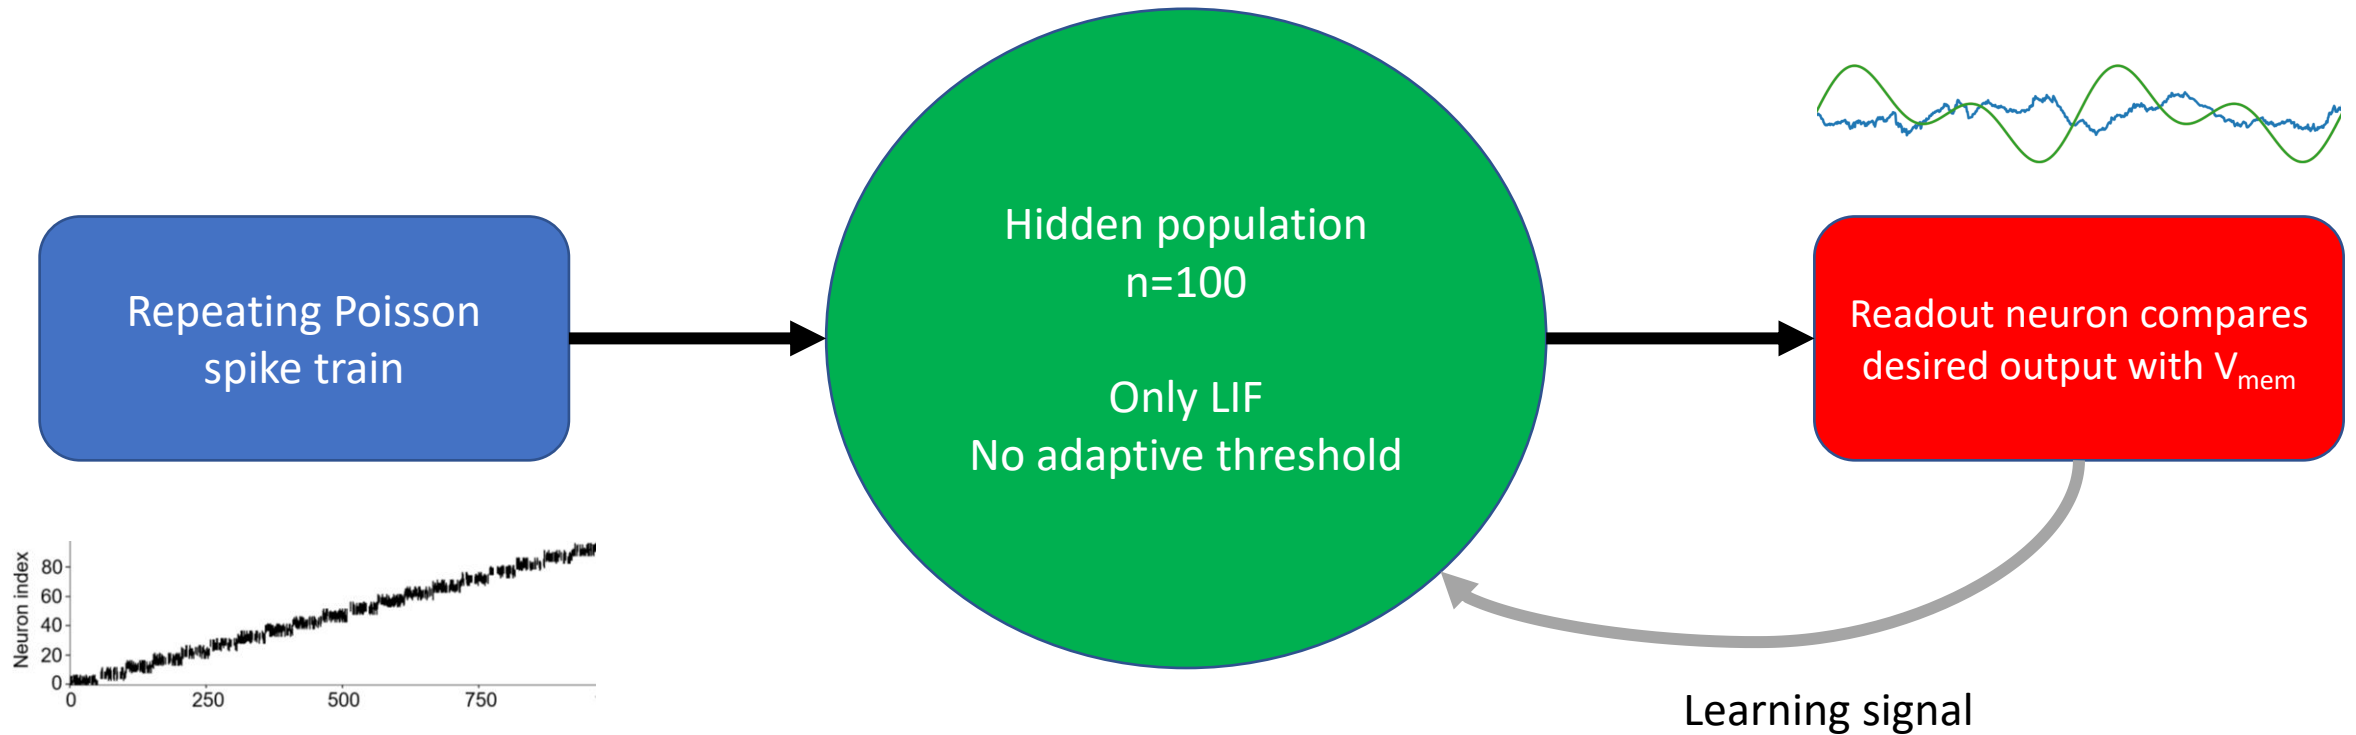 Repeating Poisson
spike train
Neuron index
80
60
40
20
0
0 250 500 750
Hidden population
n=100
Only LIF
No adaptive threshold
Readout neuron compares
desired output with Vmem
Learning signal